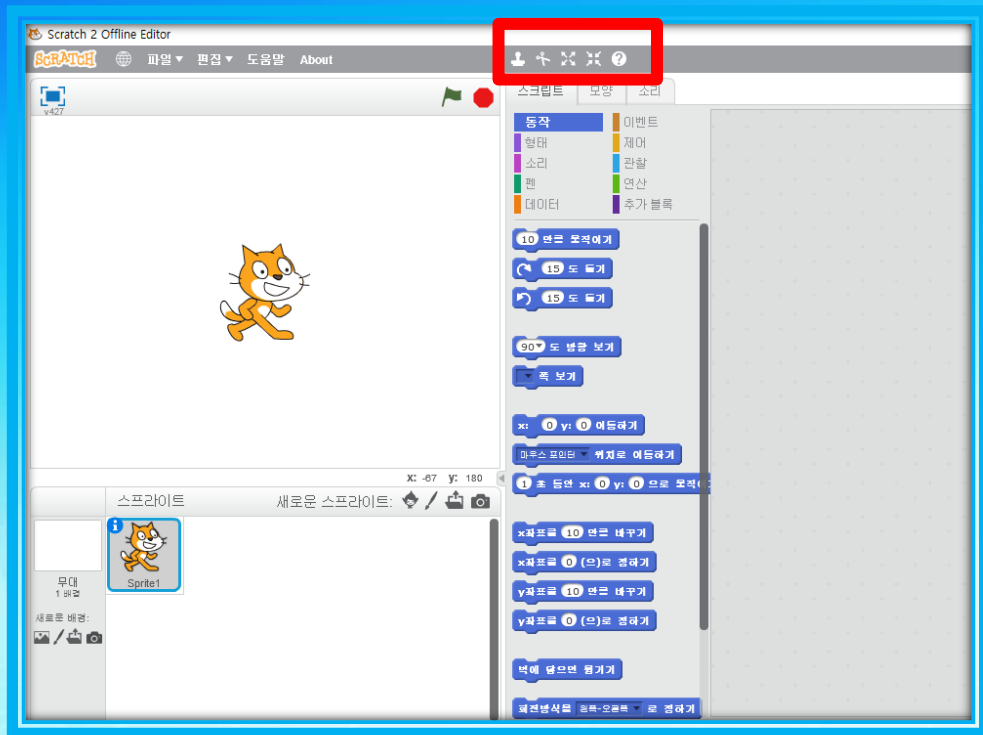 Scratch 2 Offline Editor
SCRATCH 파일▼ 편집▼ 도움말 About
v427
스크립트 모양 소리
동작 이벤트
형태 제어
소리 관찰
펜 연산
데이터 추가 블록
10 만큼 움직이기
15 도 돌기
15 도 돌기
90▼ 도 방향 보기
쪽 보기
x: 0 y: 0 이동하기
마우스 포인터 위치로 이동하기
1 초 동안 x: 0 y: 0 으로 움직이
x좌표를 10 만큼 바꾸기
x좌표를 0 (으)로 정하기
y좌표를 10 만큼 바꾸기
y좌표를 0 (으)로 정하기
벽에 닿으면 튕기기
회전방식을 왼쪽-오른쪽 로 정하기
X: -67 y: 180
스프라이트 새로운 스프라이트:
Sprite1
무대
1 배경
새로운 배경: